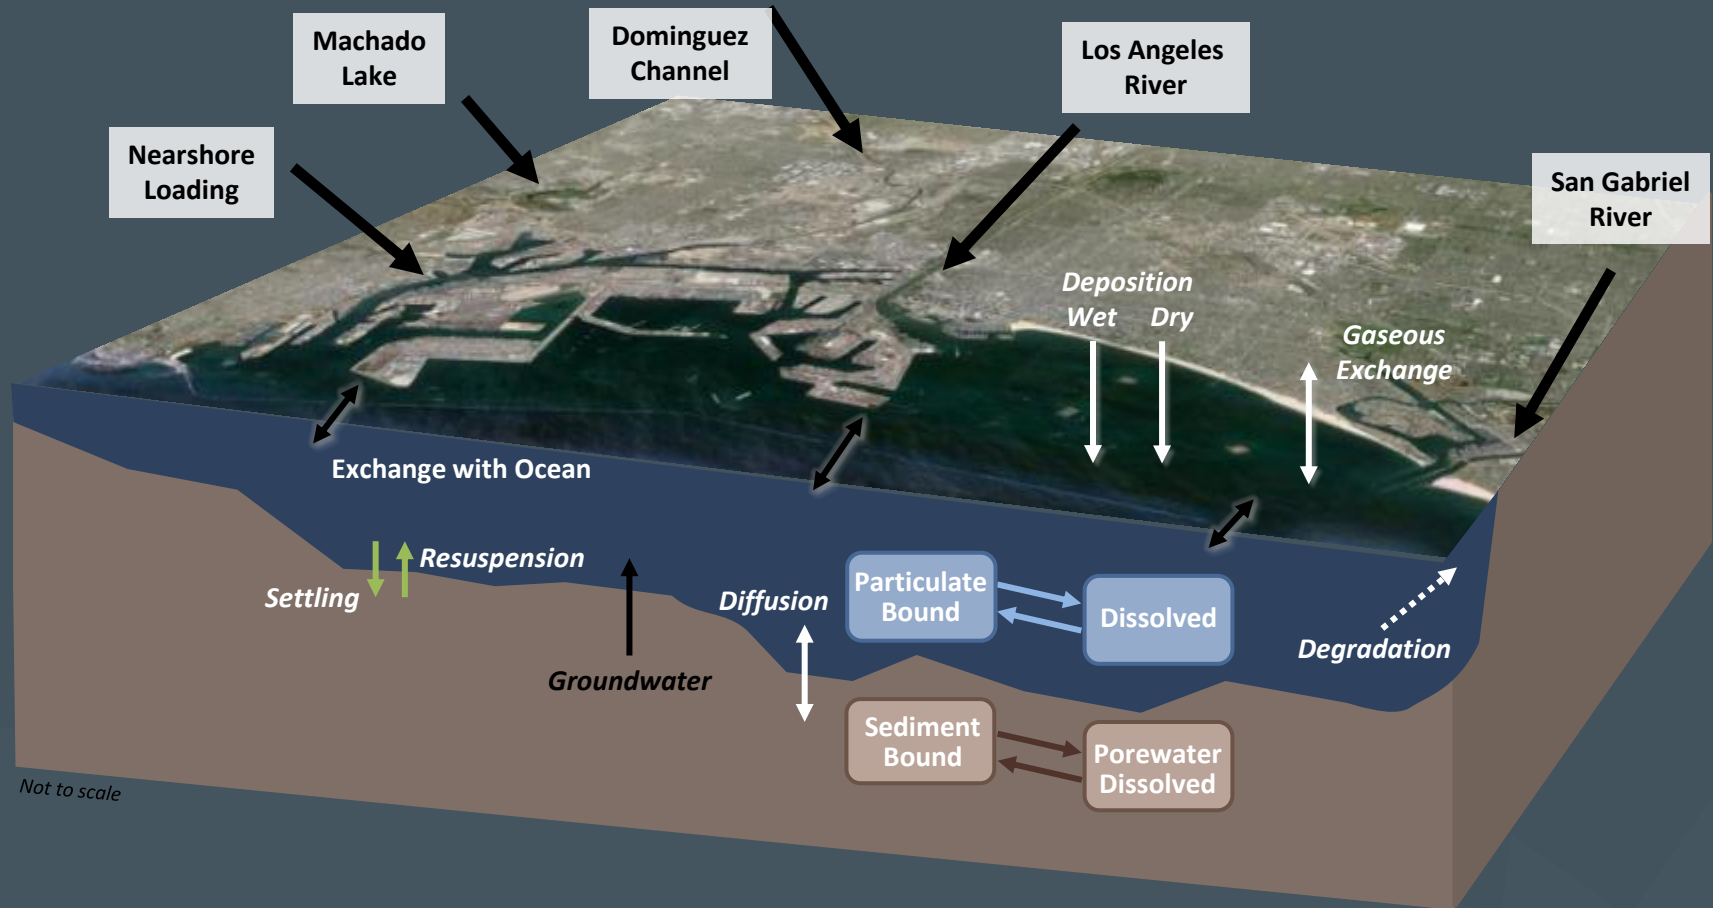 Machado
Lake
Dominguez
Channel
Los Angeles
River
Nearshore
Loading
San Gabriel
River
Deposition
Wet Dry
Gaseous
Exchange
Exchange with Ocean
Resuspension
Settling
Diffusion
Groundwater
Particulate
Bound
Dissolved
Degradation
Sediment
Bound
Porewater
Dissolved
Not to scale